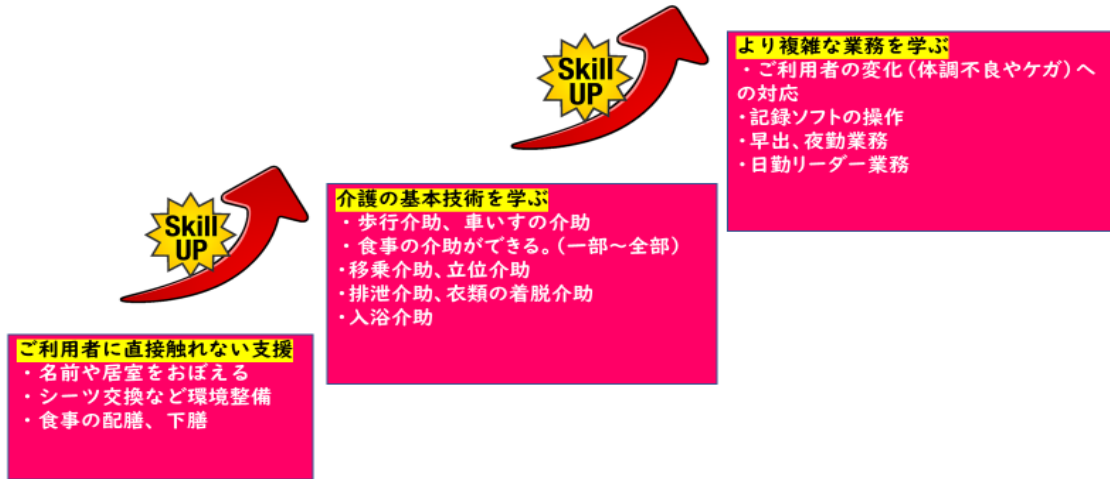 ご利用者に直接触れない支援
・名前や居室をおぼえる
・シーツ交換など環境整備
・食事の配膳、下膳
Skill
UP
介護の基本技術を学ぶ
・歩行介助、車いすの介助
・食事の介助ができる。(一部～全部)
・移乗介助、立位介助
・排泄介助、衣類の着脱介助
・入浴介助
Skill
UP
より複雑な業務を学ぶ
・ご利用者の変化(体調不良やケガ)へ
の対応
・記録ソフトの操作
・早出、夜勤業務
・日勤リーダー業務